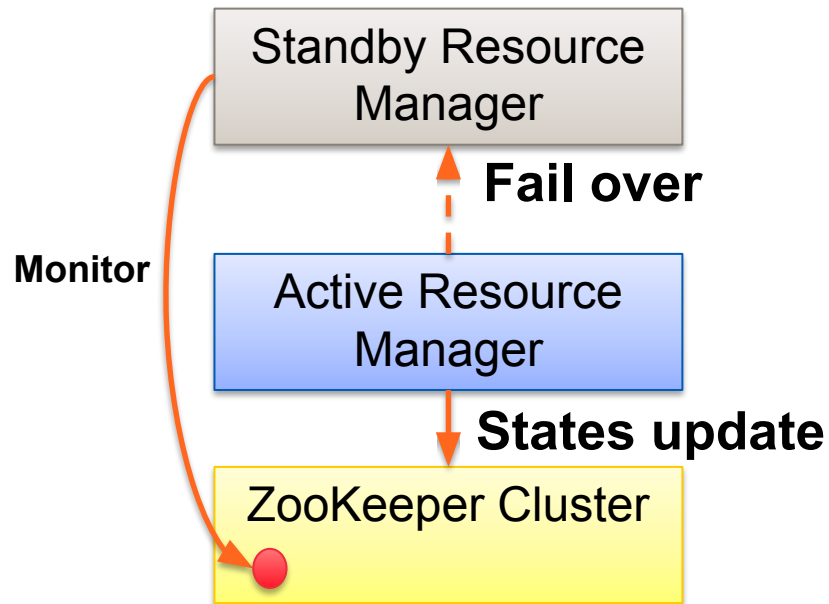 Standby Resource
Manager
Fail over
Monitor
Active Resource
Manager
States update
ZooKeeper Cluster